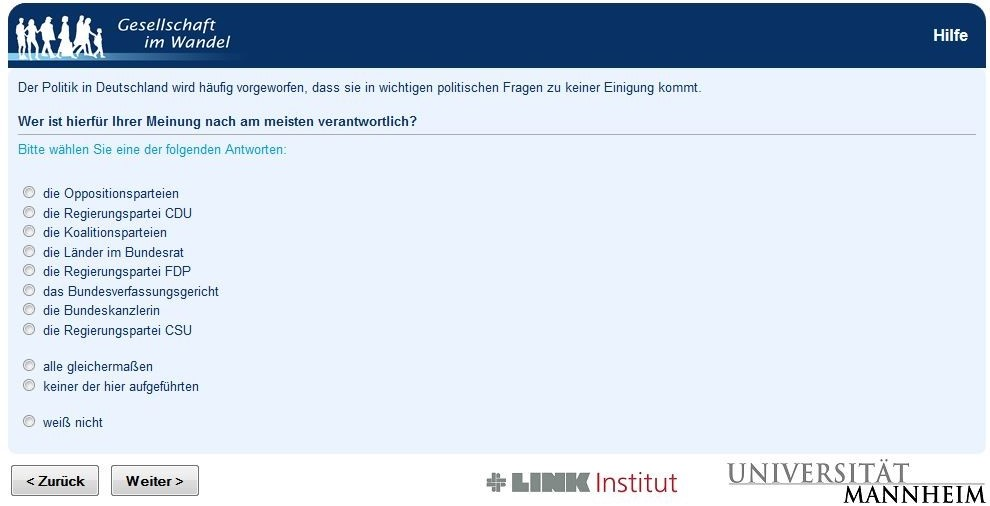 Gesellschaft
im Wandel
Hilfe
Der Politik in Deutschland wird häufig vorgeworfen, dass sie in wichtigen politischen Fragen zu keiner Einigung kommt.
Wer ist hierfür Ihrer Meinung nach am meisten verantwortlich?
Bitte wählen Sie eine der folgenden Antworten:
die Oppositionsparteien
die Regierungspartei CDU
die Koalitionsparteien
die Länder im Bundesrat
die Regierungspartei FDP
das Bundesverfassungsgericht
die Bundeskanzlerin
die Regierungspartei CSU
alle gleichermaßen
keiner der hier aufgeführten
weiß nicht
< Zurück
Weiter >
LINK Institut
UNIVERSITÄT
MANNHEIM